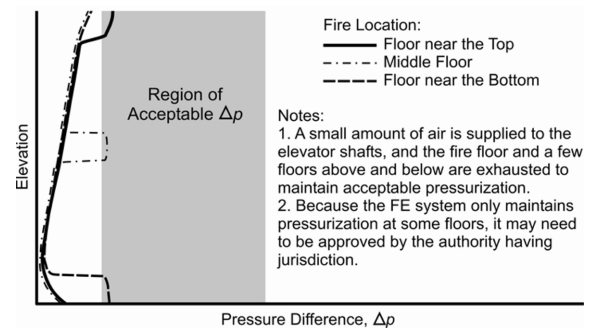 Fire Location:
Floor near the Top
Middle Floor
Floor near the Bottom
Region of
Acceptable Δp
Elevation
Notes:
1. A small amount of air is supplied to the
elevator shafts, and the fire floor and a few
floors above and below are exhausted to
maintain acceptable pressurization.
2. Because the FE system only maintains
pressurization at some floors, it may need
to be approved by the authority having
jurisdiction.
Pressure Difference, Δp